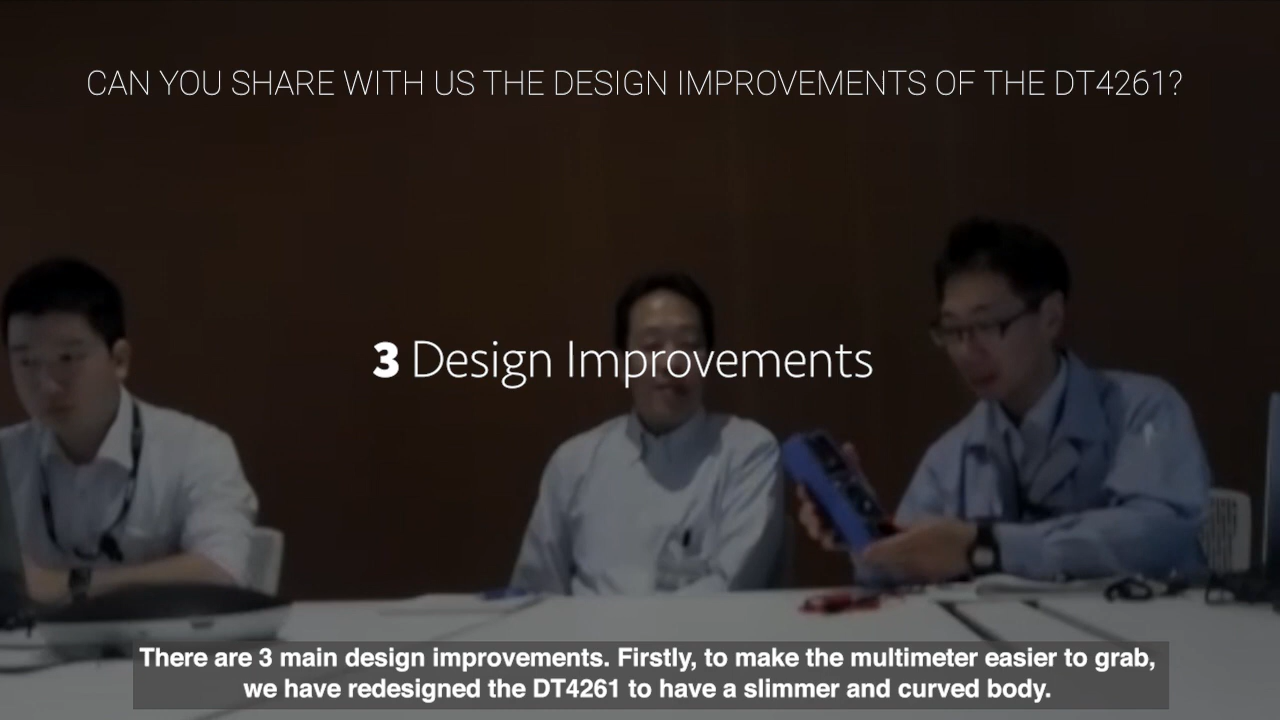 CAN YOU SHARE WITH US THE DESIGN IMPROVEMENTS OF THE DT4261?
3 Design Improvements
There are 3 main design improvements. Firstly, to make the multimeter easier to grab,
we have redesigned the DT4261 to have a slimmer and curved body.